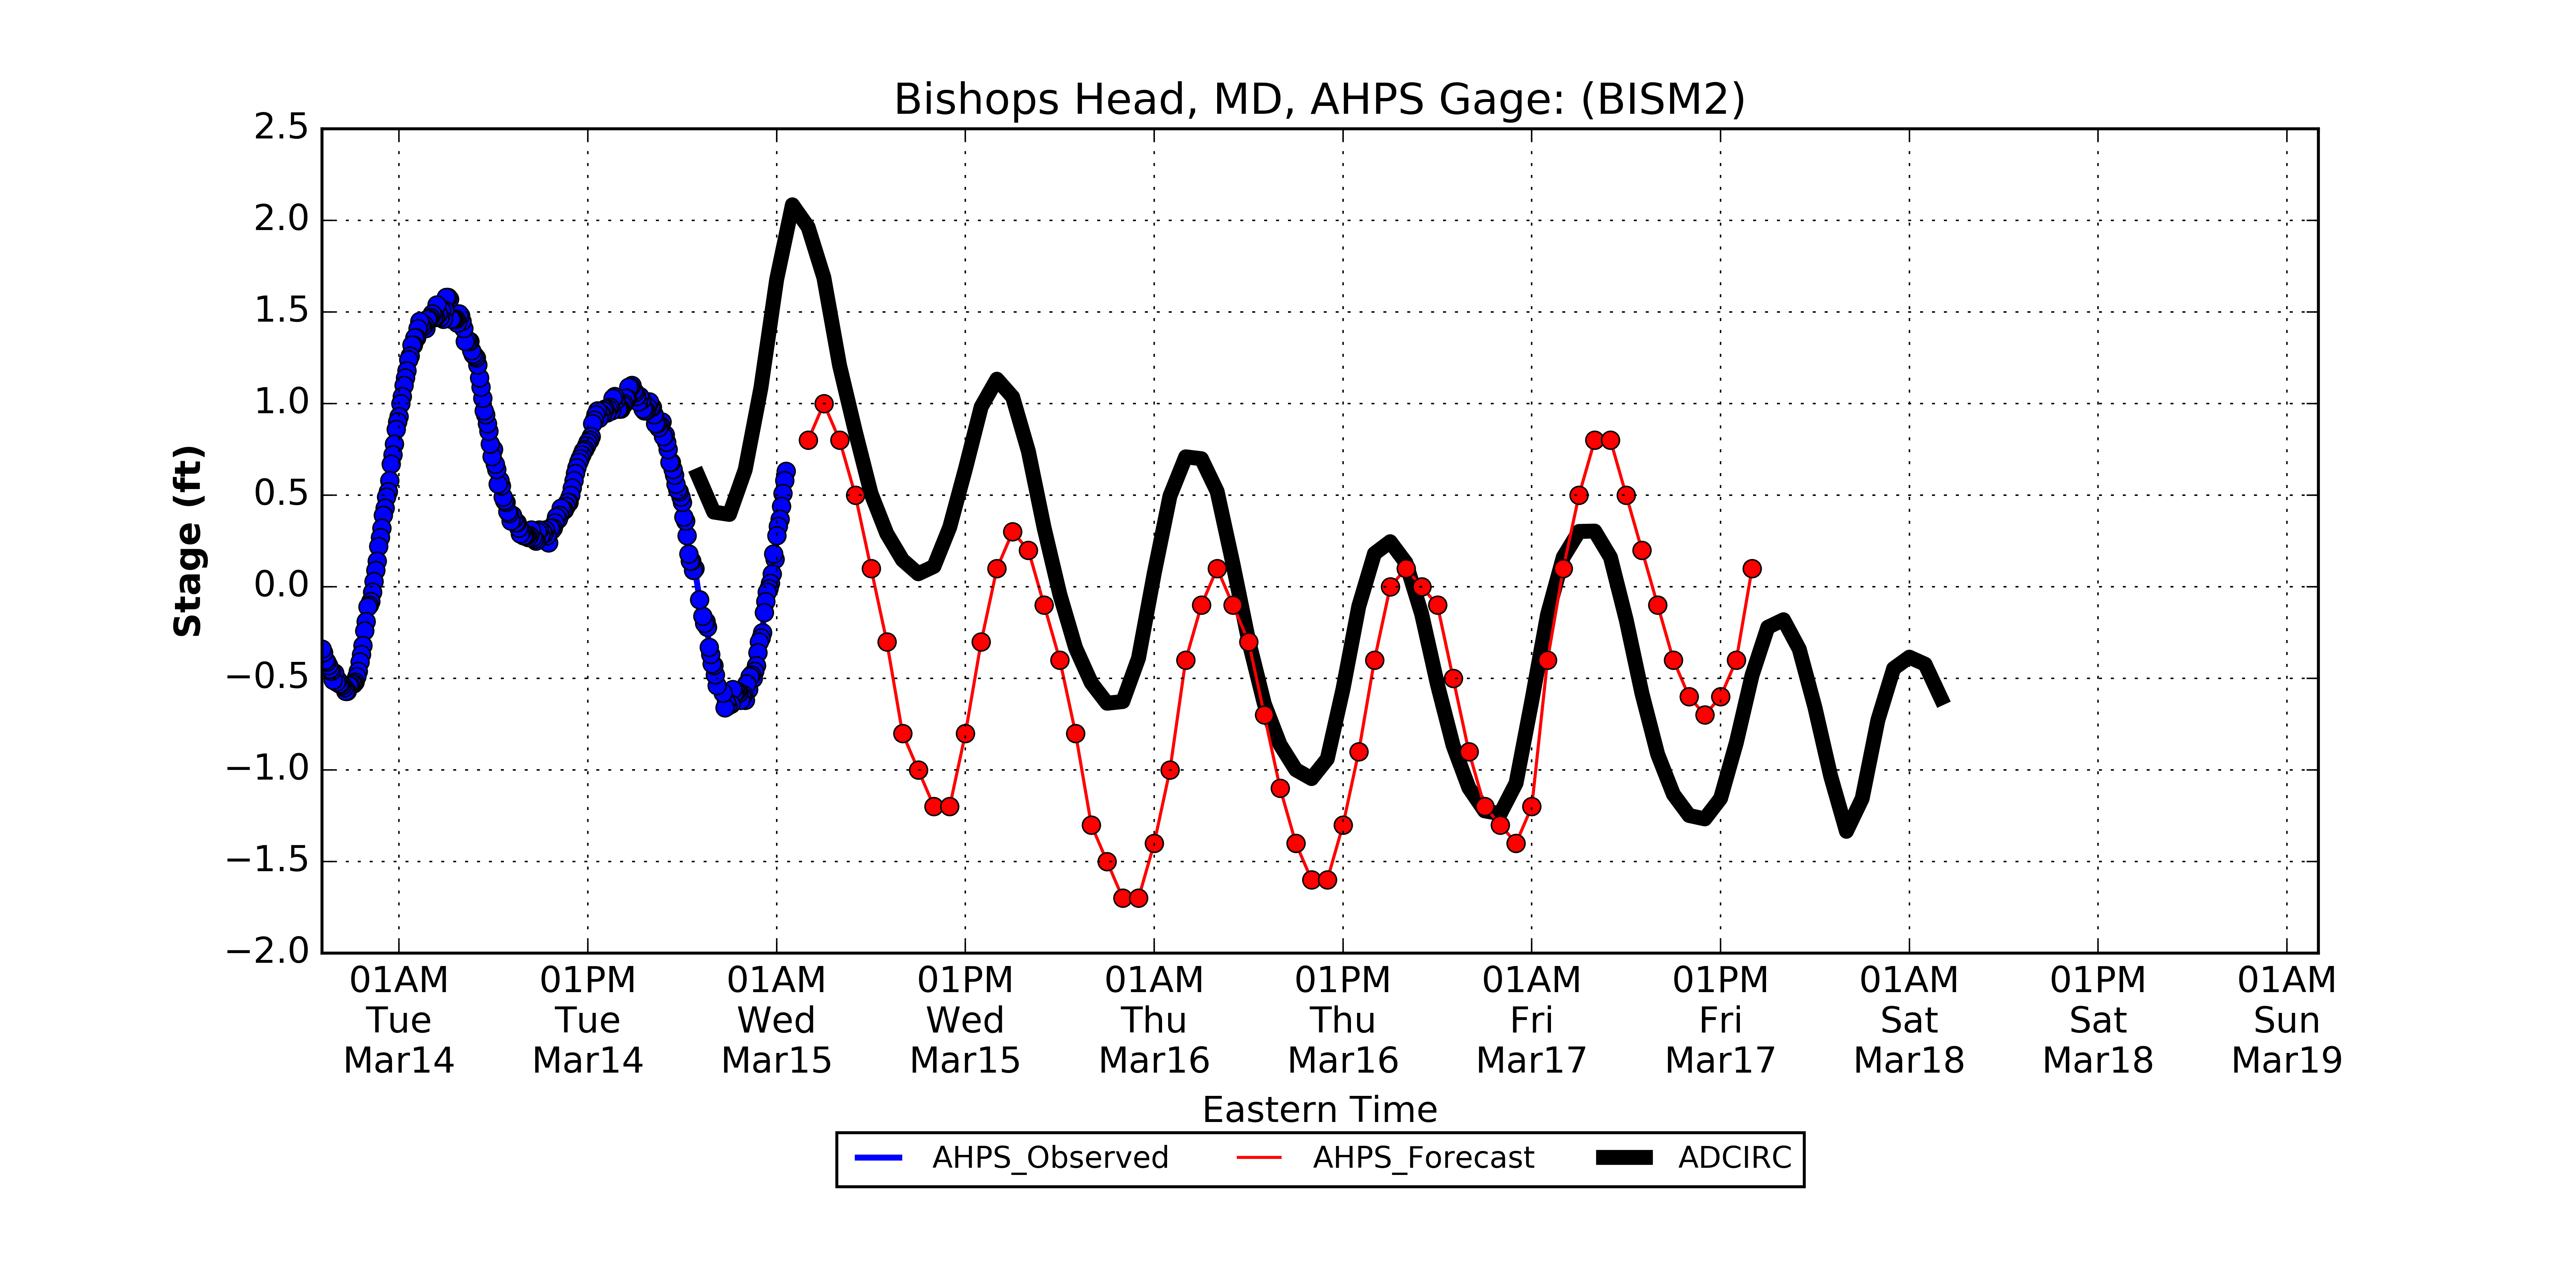 Bishops Head, MD, AHPS Gage: (BISM2)
2.5
2.0
1.5
1.0
0.5
0.0
−0.5
−1.0
−1.5
−2.0
Stage (ft)
01AM 01PM 01AM 01PM 01AM 01PM 01AM 01PM 01AM 01PM 01AM
Tue Tue Wed Wed Thu Thu Fri Fri Sat Sat Sun
Mar14 Mar14 Mar15 Mar15 Mar16 Mar16 Mar17 Mar17 Mar18 Mar18 Mar19
Eastern Time
AHPS_Observed AHPS_Forecast ADCIRC